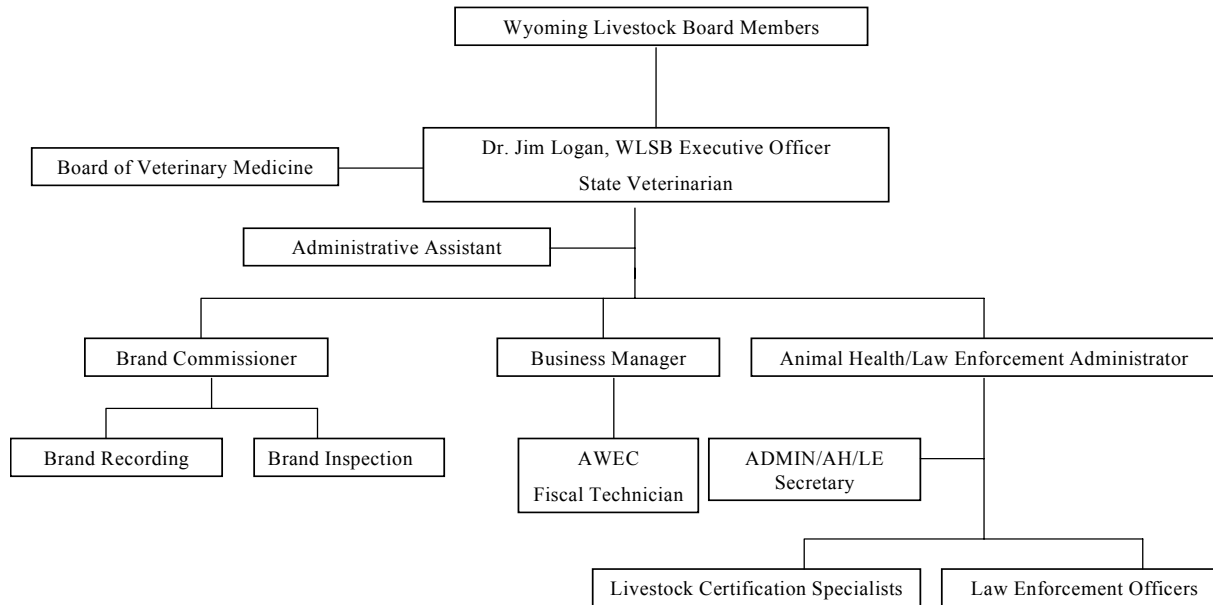 Wyoming Livestock Board Members
Dr. Jim Logan, WLSB Executive Officer
State Veterinarian
Board of Veterinary Medicine
Administrative Assistant
Brand Commissioner
Business Manager
Animal Health/Law Enforcement Administrator
Brand Recording
Brand Inspection
AWEC
Fiscal Technician
ADMIN/AH/LE
Secretary
Livestock Certification Specialists
Law Enforcement Officers